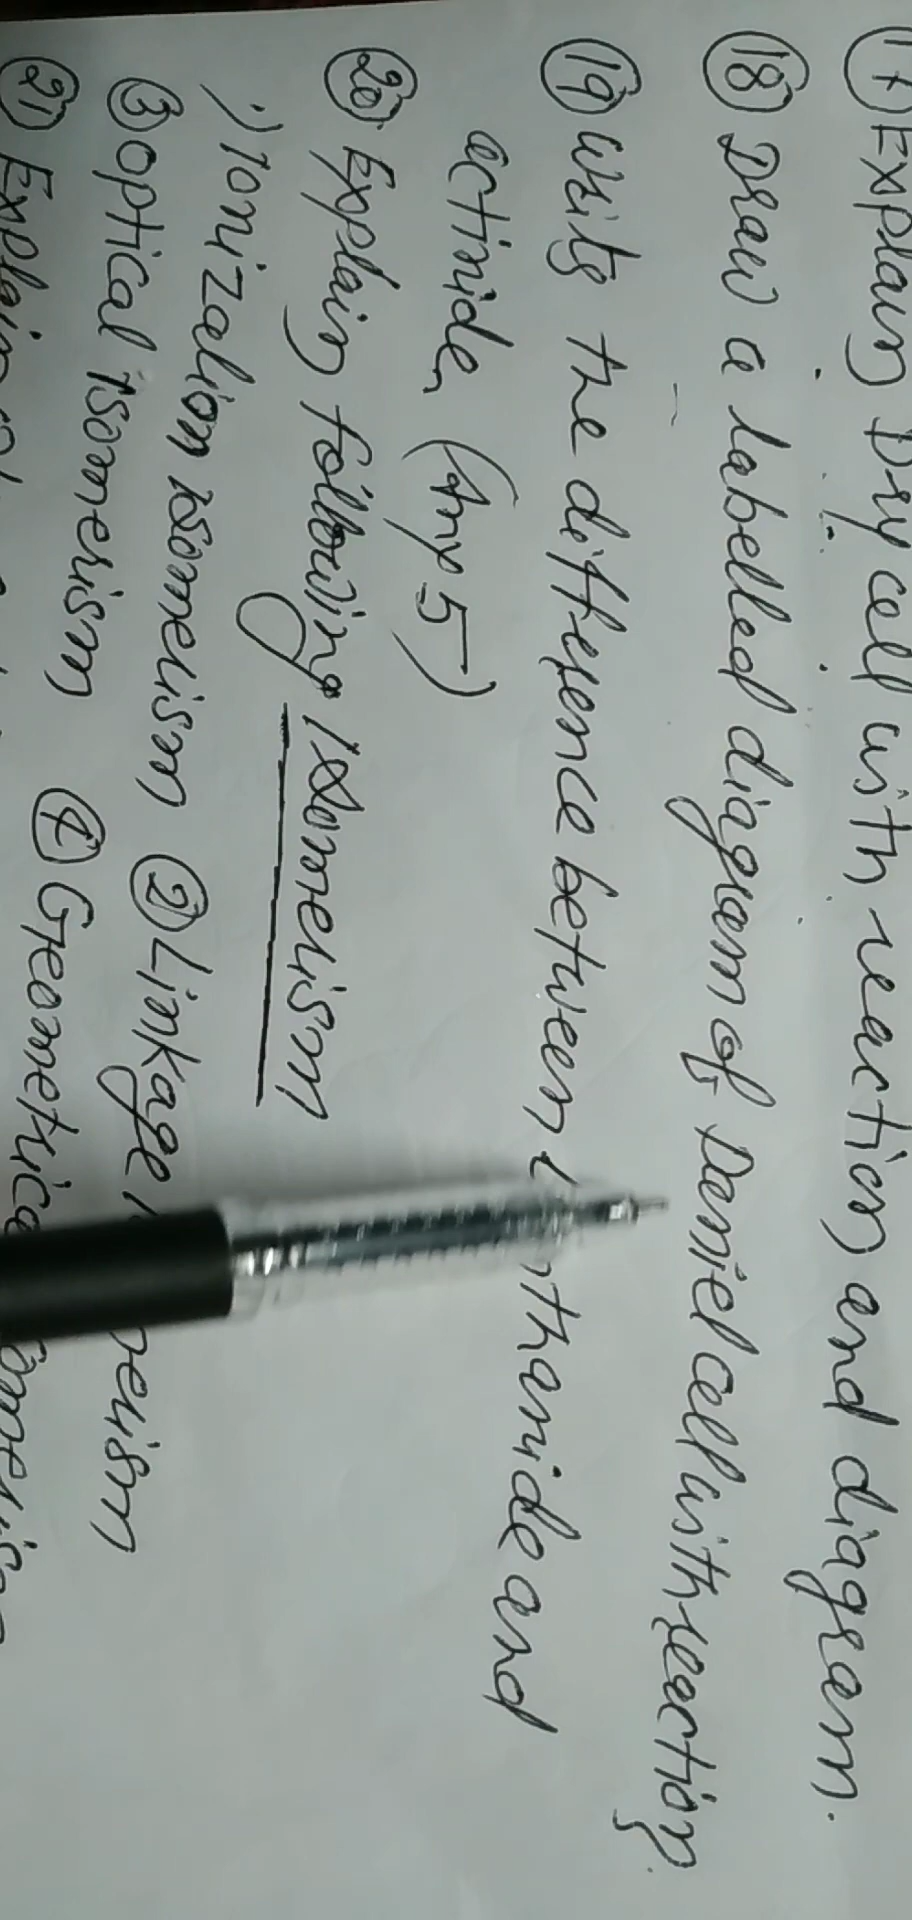 17 Explain Dry cell with reaction and diagram.
18 Draw a labelled diagram of Daniel cell with reaction.
19 write the difference between and
actinide (Any 5)
20 Explain following Isomerism
i) Ionization isomerism 2 Linkage
3 optical isomerism 4 Geometrical
21 Explain